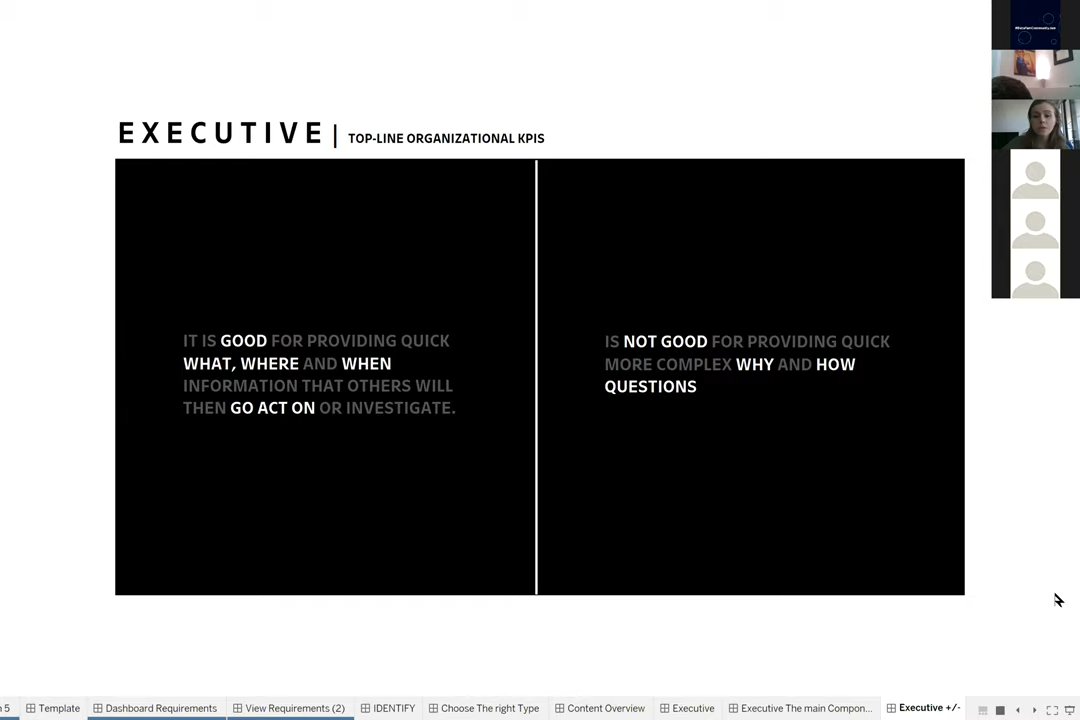 EXECUTIVE | TOP-LINE ORGANIZATIONAL KPIS
IT IS GOOD FOR PROVIDING QUICK
WHAT, WHERE AND WHEN
INFORMATION THAT OTHERS WILL
THEN GO ACT ON OR INVESTIGATE.
IS NOT GOOD FOR PROVIDING QUICK
MORE COMPLEX WHY AND HOW
QUESTIONS
5 Template Dashboard Requirements View Requirements (2) IDENTIFY Choose The right Type Content Overview Executive Executive The main Compon... Executive +/-